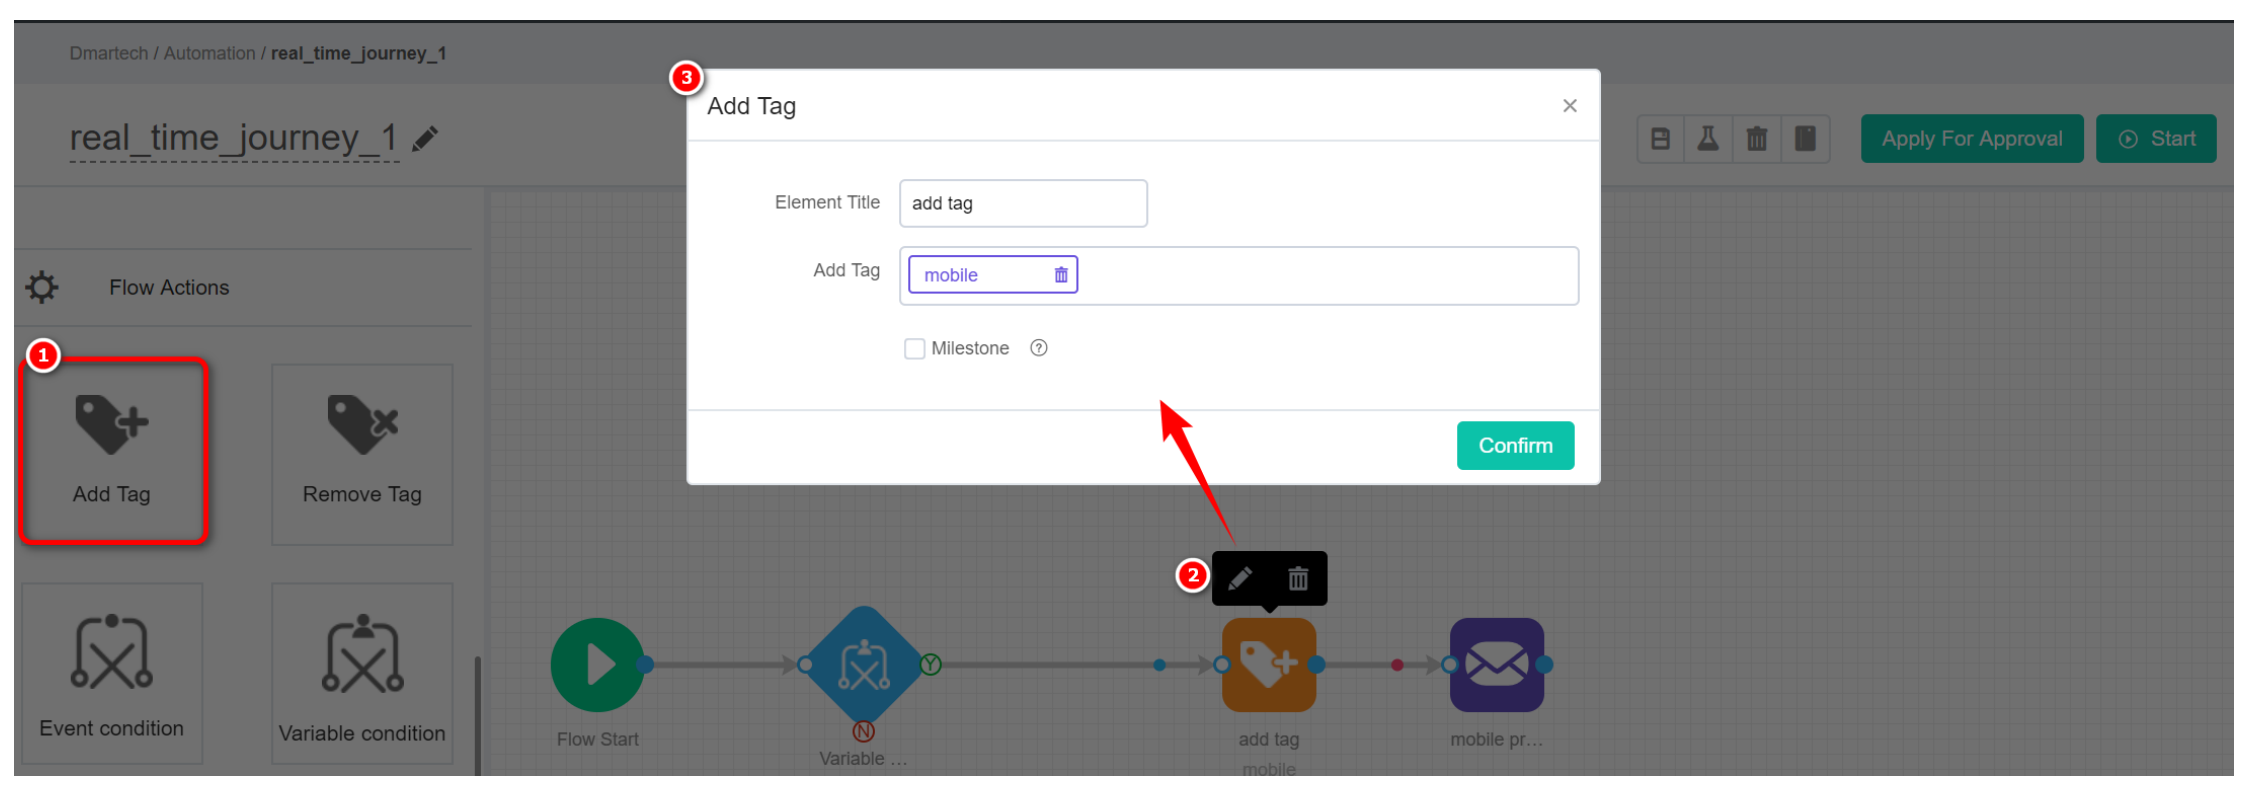 Dmartech / Automation / real_time_journey_1
real_time_journey_1
Apply For Approval
Start
3
Add Tag
×
Element Title
add tag
Add Tag
mobile
Milestone
?
Confirm
Flow Actions
1
Add Tag
Remove Tag
Event condition
Variable condition
2
Y
N
Flow Start
Variable ...
add tag
mobile
mobile pr...